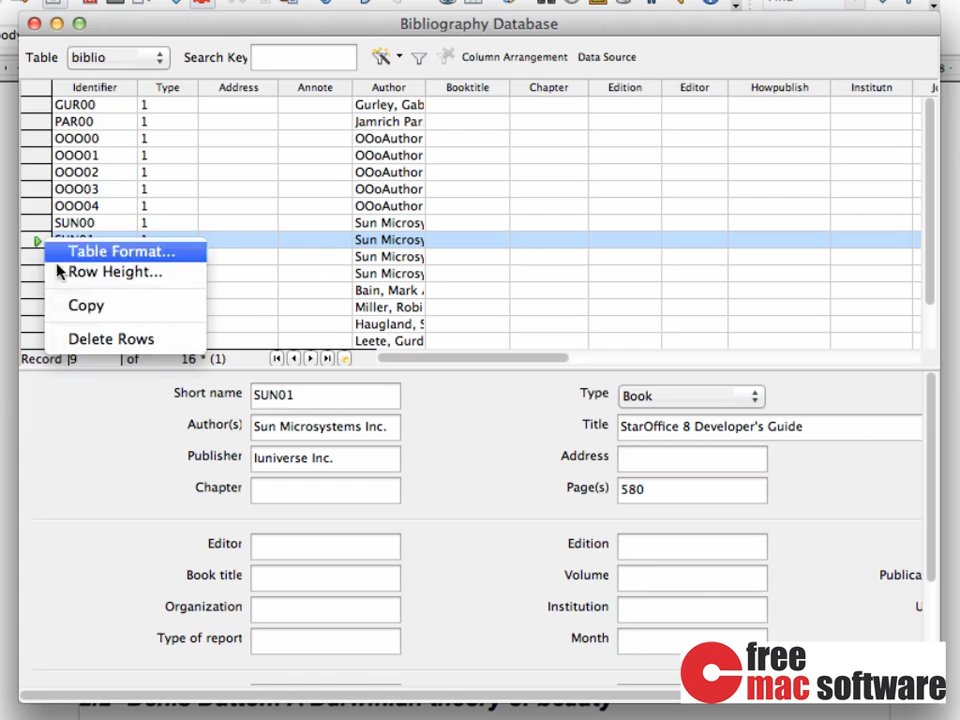 Bibliography Database
Table biblio Search Key Column Arrangement Data Source
Identifier Type Address Annote Author Booktitle Chapter Edition Editor Howpublish Institutn
GUR00 1 Gurley, Gab
PAR00 1 Jamrich Par
OOO00 1 OOoAuthor
OOO01 1 OOoAuthor
OOO02 1 OOoAuthor
OOO03 1 OOoAuthor
OOO04 1 OOoAuthor
SUN00 1 Sun Microsy
Sun Microsy
Table Format... Sun Microsy
Row Height... Sun Microsy
Bain, Mark
Copy Miller, Robi
Haugland, S
Delete Rows Leete, Gurd
Record 9 of 16 * (1)
Short name SUN01 Type Book
Author(s) Sun Microsystems Inc. Title StarOffice 8 Developer's Guide
Publisher Iuniverse Inc. Address
Chapter Page(s) 580
Editor Edition
Book title Volume Publica
Organization Institution U
Type of report Month
free
mac software